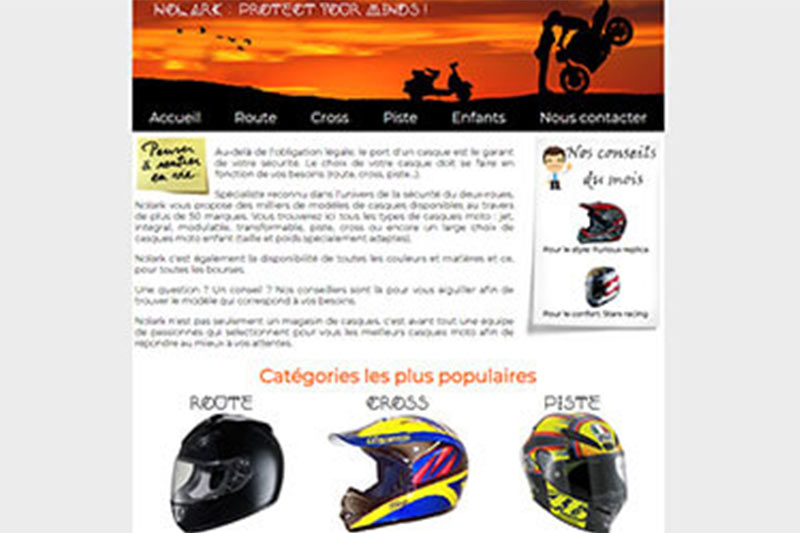 NOLARK : PROTECT YOUR MINDS !
Accueil Route Cross Piste Enfants Nous contacter
Penser
à rentrer
en vie
Au-delà de l'obligation légale, le port d'un casque est le garant
de votre sécurité. Le choix de votre casque doit se faire en
fonction de vos besoins (route, cross, piste...).
Spécialiste reconnu dans l'univers de la sécurité du deux-roues,
Nolark vous propose des milliers de modèles de casques disponibles au travers
de plus de 50 marques. Vous trouverez ici tous les types de casques moto : jet,
integral, modulable, transformable, piste, cross ou encore un large choix de
casques moto enfant (taille et poids spécialement adaptés).
Nolark c'est également la disponibilité de toutes les couleurs et matières et ce,
pour toutes les bourses.
Une question ? Un conseil ? Nos conseillers sont là pour vous aiguiller afin de
trouver le modèle qui correspond à vos besoins.
Nolark n'est pas seulement un magasin de casques, c'est avant tout une équipe
de passionnés qui sélectionnent pour vous les meilleurs casques moto afin de
répondre au mieux à vos attentes.
Nos conseils
du mois
Pour le style: Furious replica
Pour le confort: Stars racing
Catégories les plus populaires
ROUTE CROSS PISTE